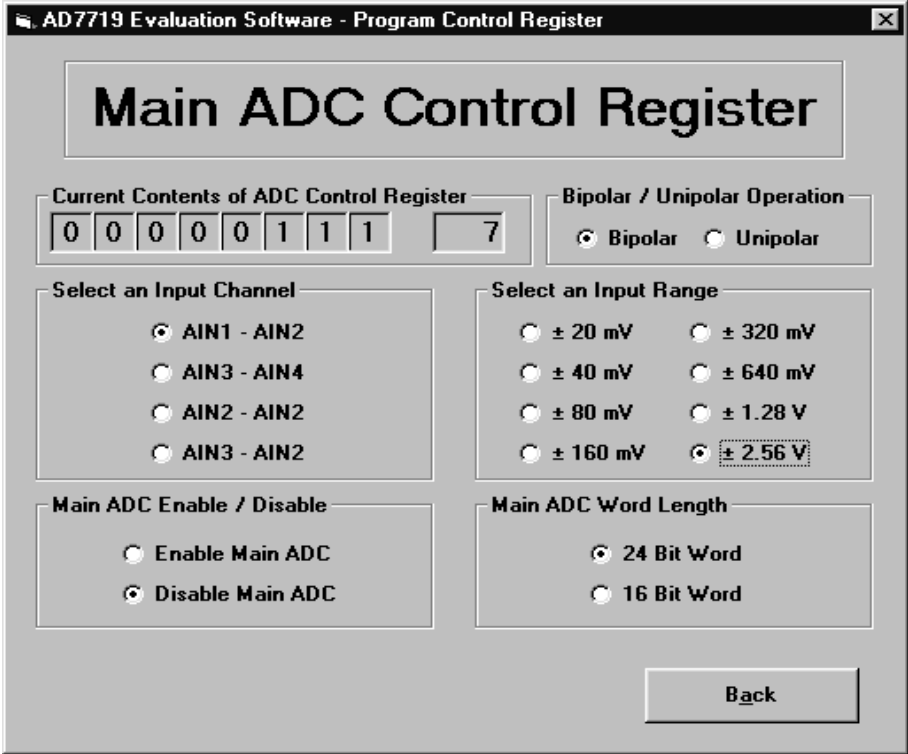 AD7719 Evaluation Software - Program Control Register
Main ADC Control Register
Current Contents of ADC Control Register
0 0 0 0 0 1 1 1 7
Bipolar / Unipolar Operation
Bipolar Unipolar
Select an Input Channel
AIN1 - AIN2
AIN3 - AIN4
AIN2 - AIN2
AIN3 - AIN2
Select an Input Range
± 20 mV ± 320 mV
± 40 mV ± 640 mV
± 80 mV ± 1.28 V
± 160 mV ± 2.56 V
Main ADC Enable / Disable
Enable Main ADC
Disable Main ADC
Main ADC Word Length
24 Bit Word
16 Bit Word
Back